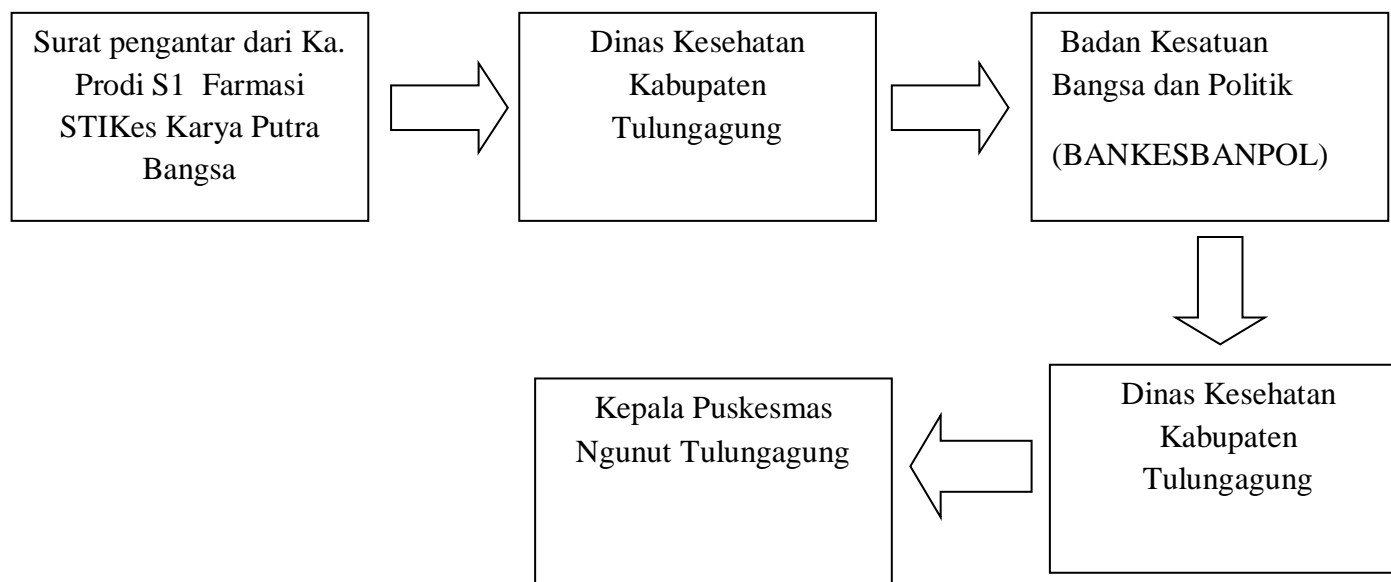 Surat pengantar dari Ka.
Prodi S1 Farmasi
STIKes Karya Putra
Bangsa
Dinas Kesehatan
Kabupaten
Tulungagung
Badan Kesatuan
Bangsa dan Politik
(BANKESBANPOL)
Dinas Kesehatan
Kabupaten
Tulungagung
Kepala Puskesmas
Ngunut Tulungagung